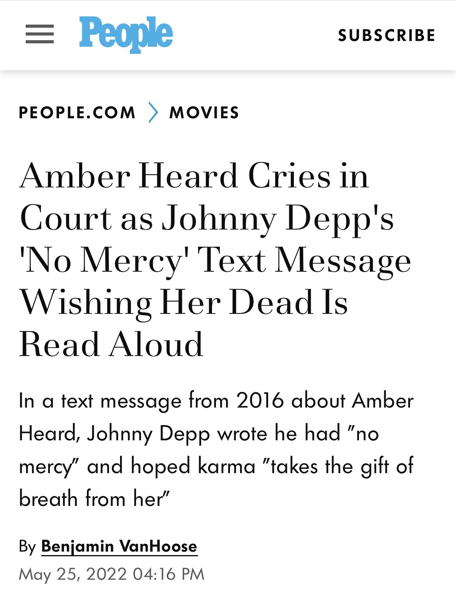 People
SUBSCRIBE
PEOPLE.COM > MOVIES
Amber Heard Cries in
Court as Johnny Depp's
'No Mercy' Text Message
Wishing Her Dead Is
Read Aloud
In a text message from 2016 about Amber
Heard, Johnny Depp wrote he had "no
mercy" and hoped karma "takes the gift of
breath from her"
By Benjamin VanHoose
May 25, 2022 04:16 PM